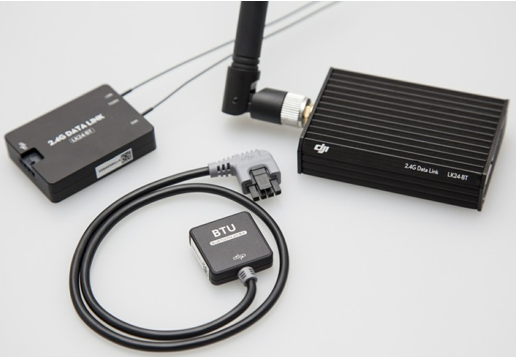 2.4G DATA LINK
LK24-BT
dji
2.4G Data Link LK24-BT
BTU
dji